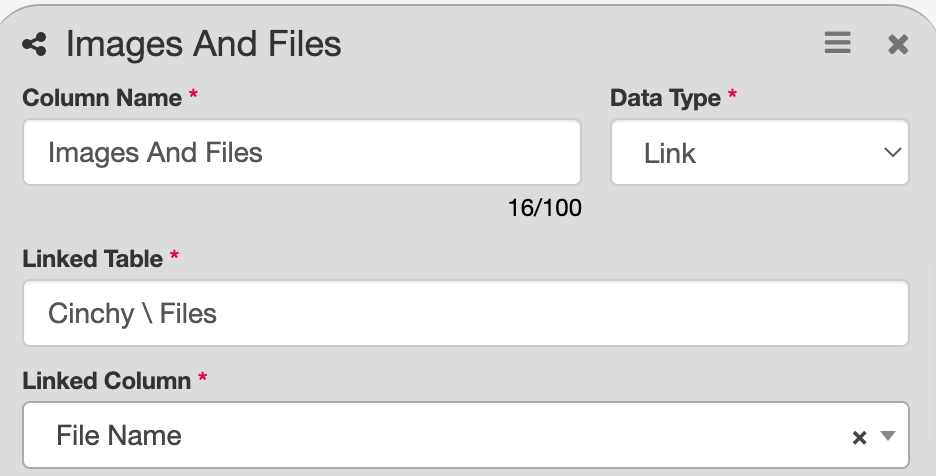 Images And Files
Column Name *
Data Type *
Images And Files
Link
16/100
Linked Table *
Cinchy \ Files
Linked Column *
File Name